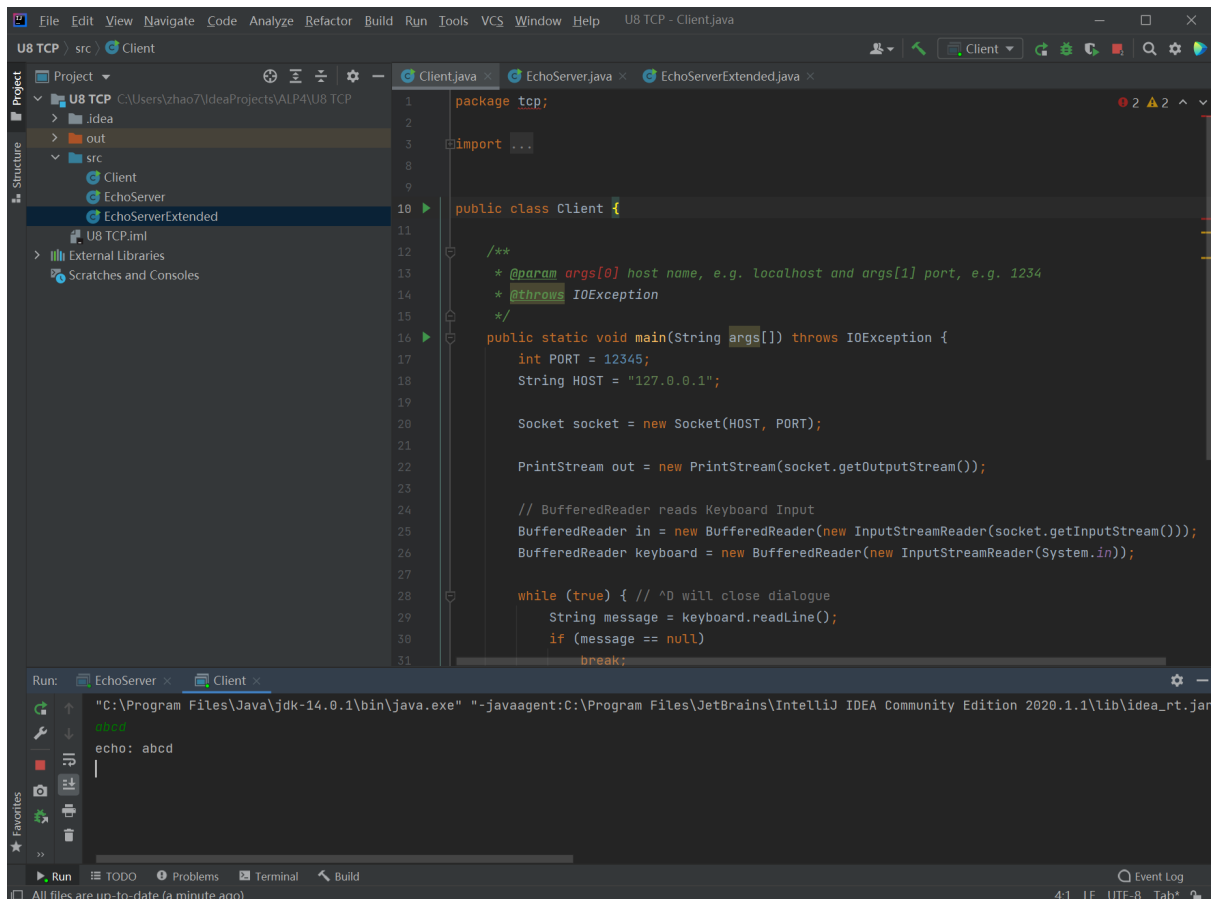 File Edit View Navigate Code Analyze Refactor Build Run Tools VCS Window Help U8 TCP - Client.java
U8 TCP src Client
Client
Project
Client.java EchoServer.java EchoServerExtended.java
Project
Structure
Favorites
U8 TCP C:\Users\zhao7\IdeaProjects\ALP4\U8 TCP
.idea
out
src
Client
EchoServer
EchoServerExtended
U8 TCP.iml
External Libraries
Scratches and Consoles
2 2
1 package tcp;
2
3 import ...
8
9
10 public class Client {
11
12 /**
13 * @param args[0] host name, e.g. localhost and args[1] port, e.g. 1234
14 * @throws IOException
15 */
16 public static void main(String args[]) throws IOException {
17 int PORT = 12345;
18 String HOST = "127.0.0.1";
19
20 Socket socket = new Socket(HOST, PORT);
21
22 PrintStream out = new PrintStream(socket.getOutputStream());
23
24 // BufferedReader reads Keyboard Input
25 BufferedReader in = new BufferedReader(new InputStreamReader(socket.getInputStream()));
26 BufferedReader keyboard = new BufferedReader(new InputStreamReader(System.in));
27
28 while (true) { // ^D will close dialogue
29 String message = keyboard.readLine();
30 if (message == null)
31 break;
Run: EchoServer Client
"C:\Program Files\Java\jdk-14.0.1\bin\java.exe" "-javaagent:C:\Program Files\JetBrains\IntelliJ IDEA Community Edition 2020.1.1\lib\idea_rt.jar
abcd
echo: abcd
Run TODO Problems Terminal Build Event Log
All files are up-to-date (a minute ago) 4:1 LF UTF-8 Tab*